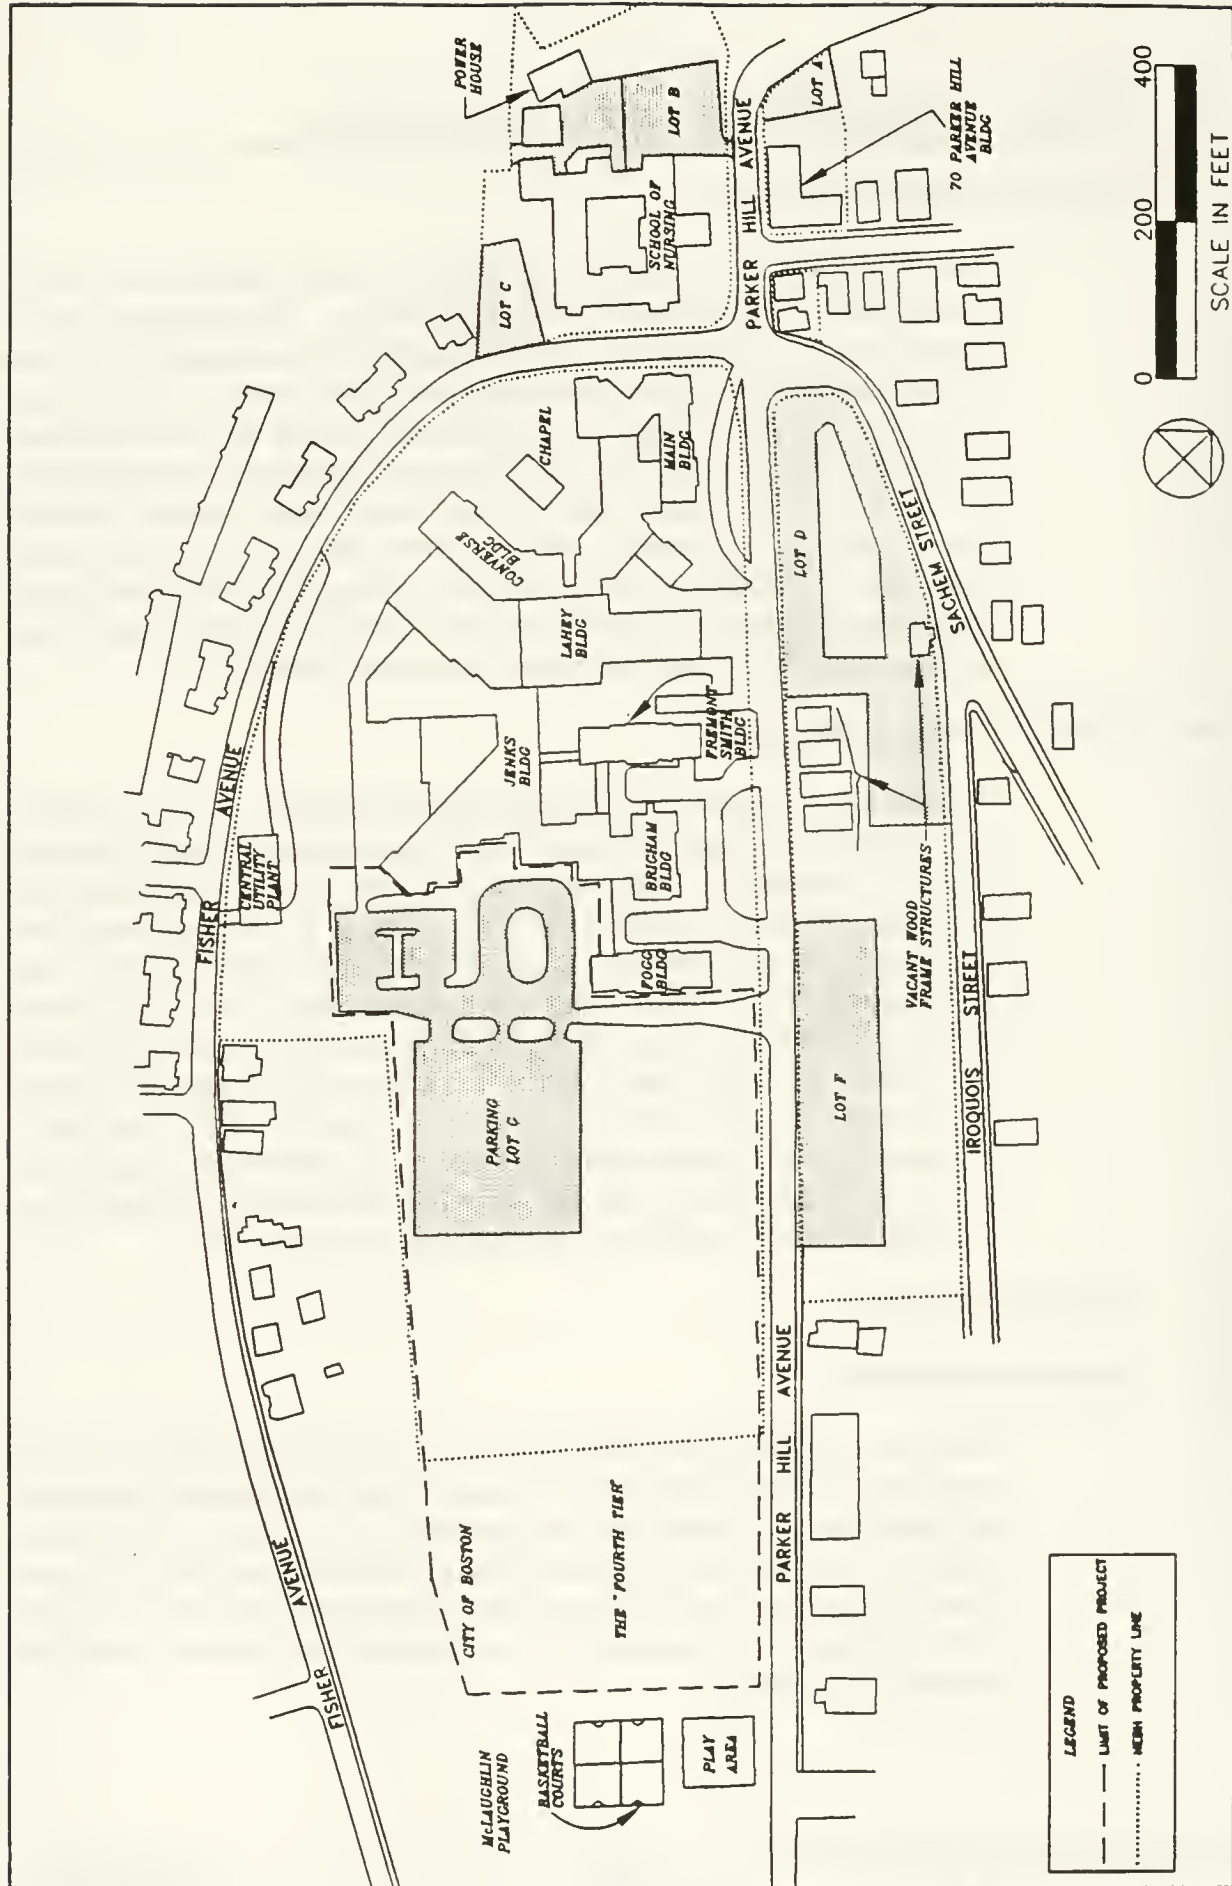 POWER
HOUSE
LOT B
LOT A
PARKER HILL AVENUE
70 PARKER HILL
AVENUE
BLDG
SCHOOL OF
NURSING
LOT C
CHAPEL
MAIN
BLDG
CONVERSE
BLDG
LAHEY
BLDG
JENKS
BLDG
FREMONT
SMITH
BLDG
BRIGHAM
BLDG
FOGG
BLDG
FISHER AVENUE
CENTRAL
UTILITY
PLANT
PARKING
LOT G
LOT D
SACHEM STREET
VACANT WOOD
FRAME STRUCTURES
LOT F
IROQUOIS STREET
PARKER HILL AVENUE
CITY OF BOSTON
THE "FOURTH TIER"
FISHER AVENUE
McLAUGHLIN
PLAYGROUND
BASKETBALL
COURTS
PLAY
AREA
LEGEND
LIMIT OF PROPOSED PROJECT
NEBH PROPERTY LINE
0 200 400
SCALE IN FEET